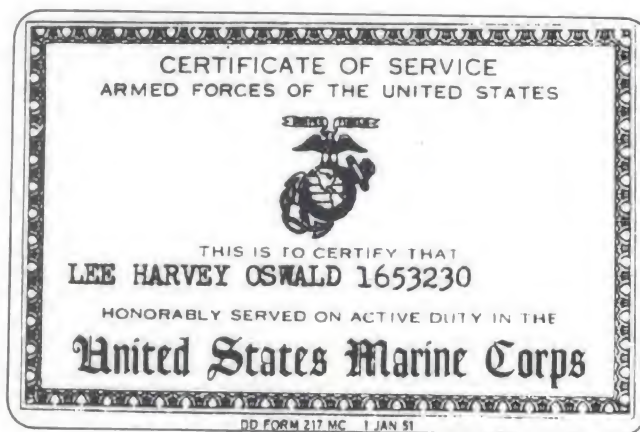 CERTIFICATE OF SERVICE
ARMED FORCES OF THE UNITED STATES
THIS IS TO CERTIFY THAT
LEE HARVEY OSWALD 1653230
HONORABLY SERVED ON ACTIVE DUTY IN THE
United States Marine Corps
DD FORM 217 MC 1 JAN 51